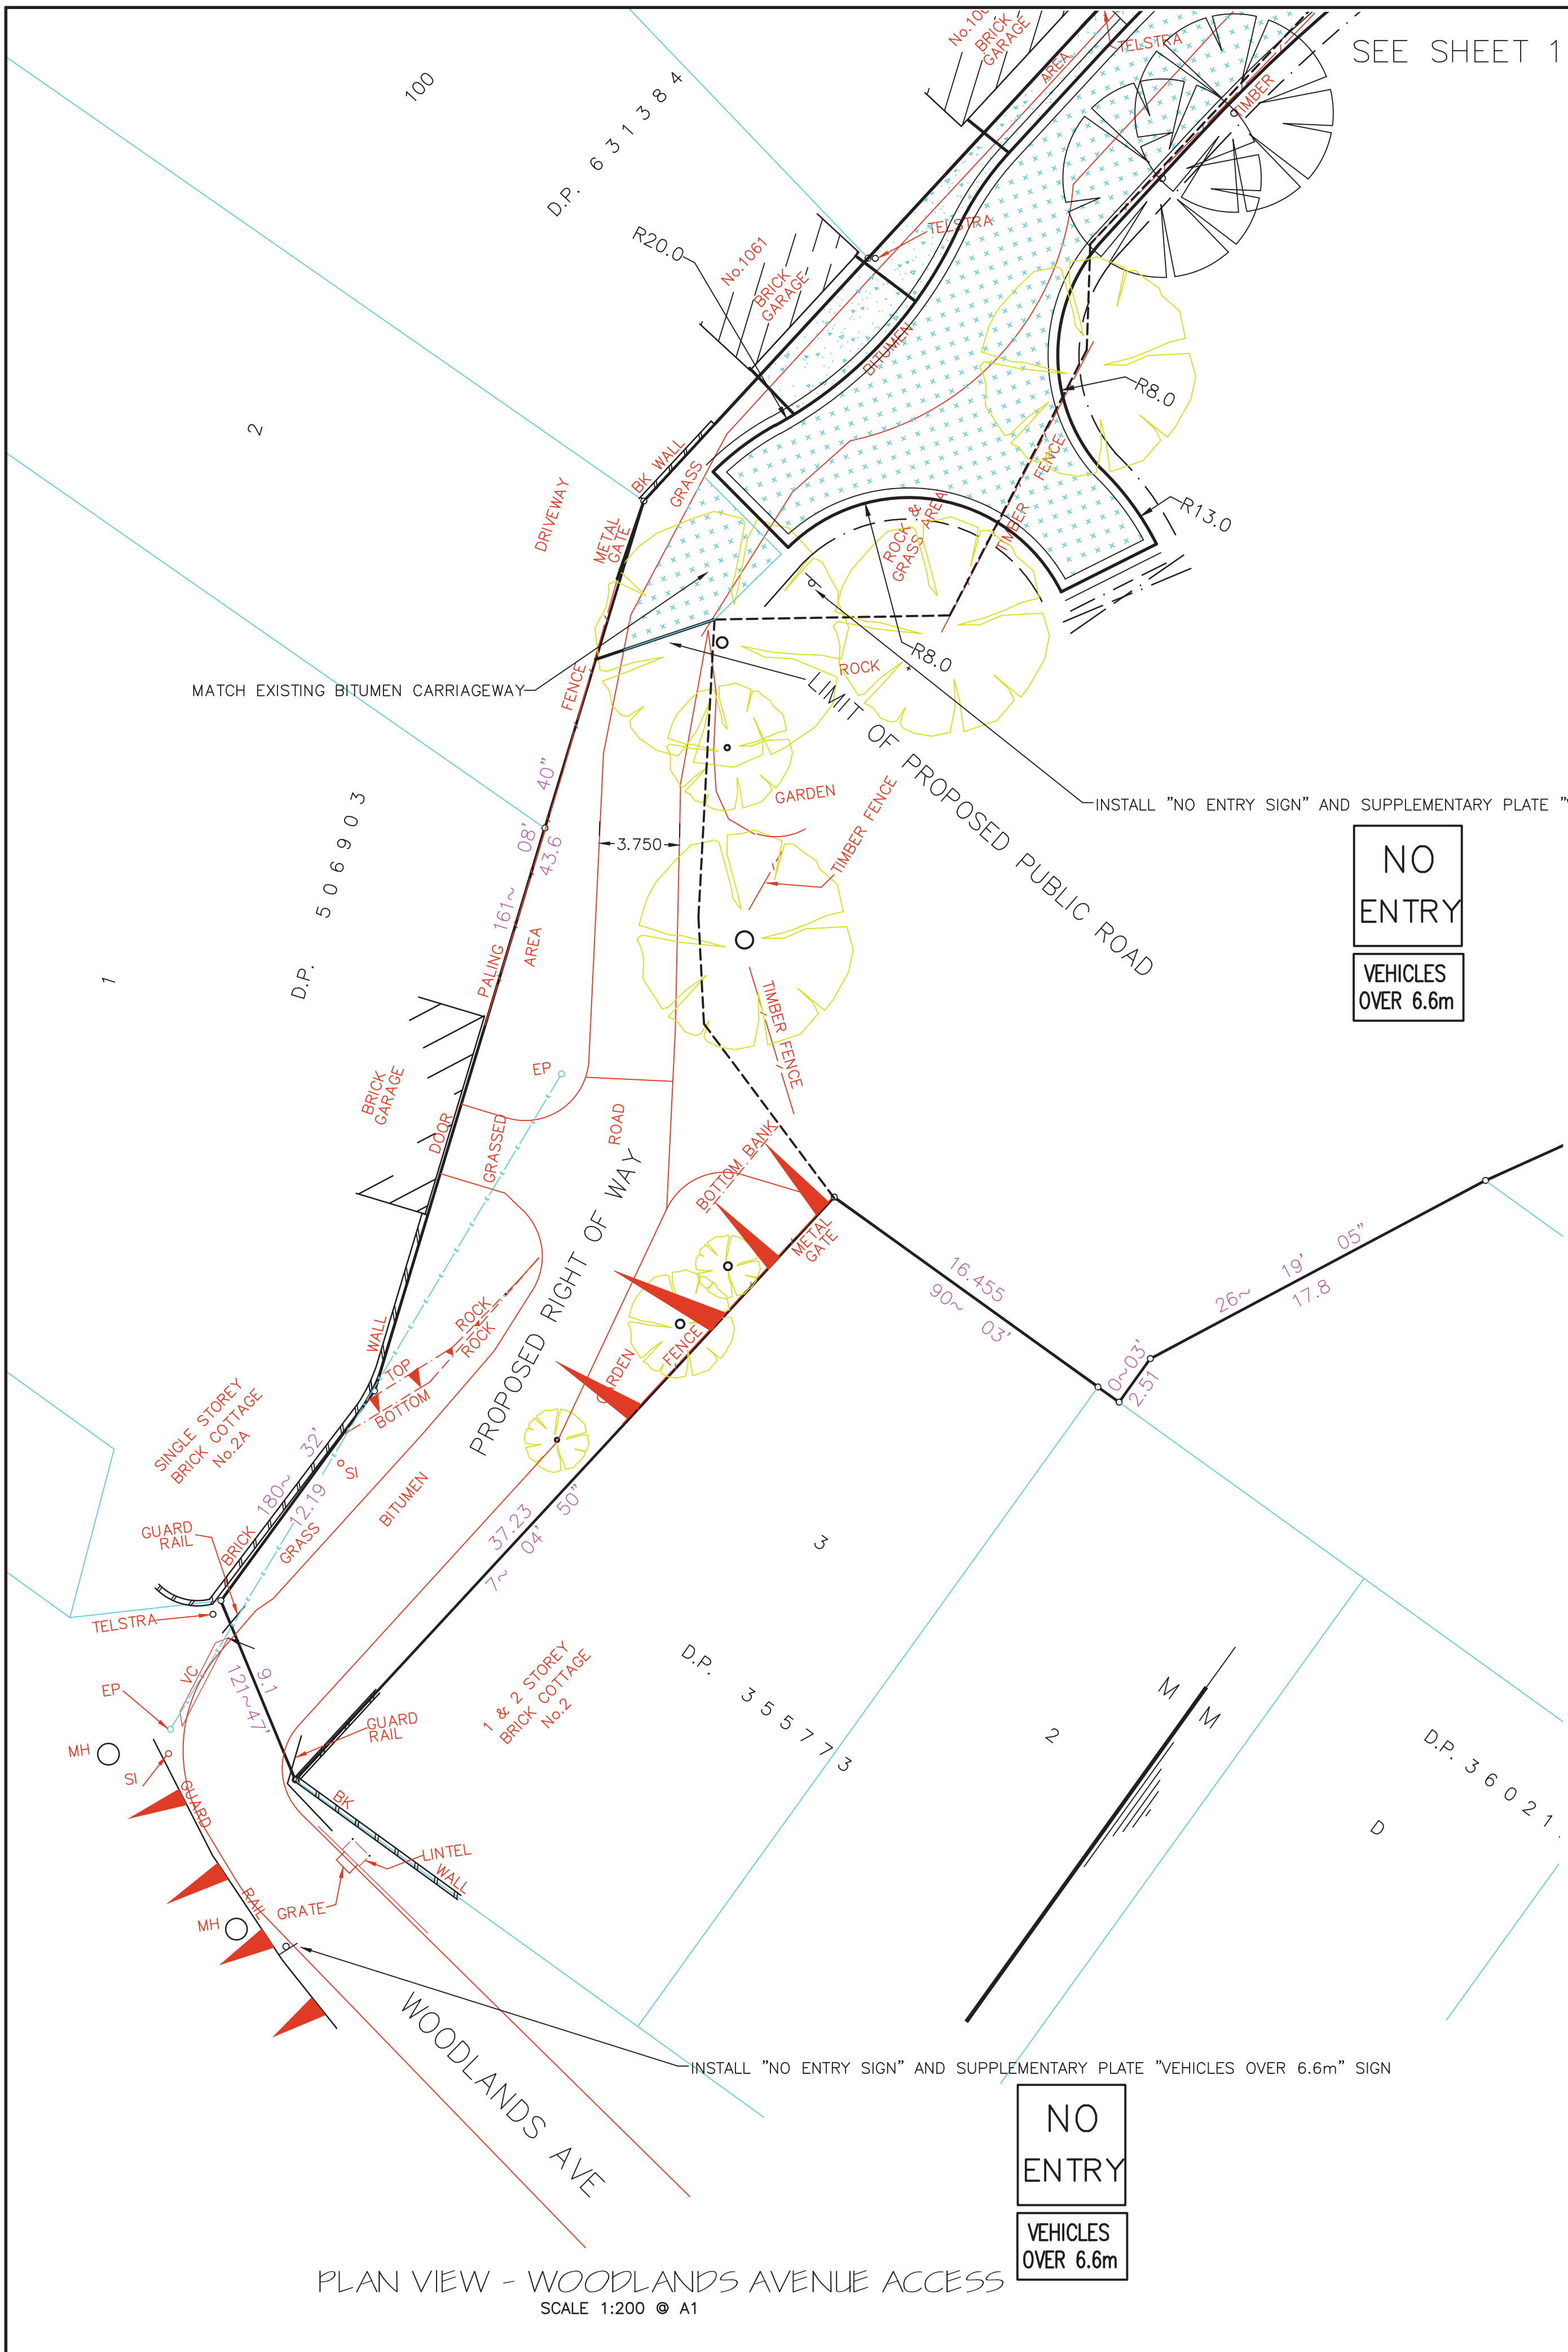 SEE SHEET 1
100
D.P. 631384
BRICK
GARAGE
TELSTRA
AREA
TIMBER
TELSTRA
R20.0
No.1061
BRICK
GARAGE
BITUMEN
R8.0
2
BK WALL
GRASS
DRIVEWAY
METAL
GATE
ROCK &
GRASS AREA
TIMBER
FENCE
R13.0
R8.0
ROCK
MATCH EXISTING BITUMEN CARRIAGEWAY
FENCE
LIMIT OF PROPOSED PUBLIC ROAD
GARDEN
TIMBER FENCE
INSTALL "NO ENTRY SIGN" AND SUPPLEMENTARY PLATE "
NO
ENTRY
VEHICLES
OVER 6.6m
161~ 08' 40"
43.6
3.750
D.P. 506903
1
PALING
AREA
TIMBER FENCE
EP
BRICK
GARAGE
DOOR
GRASSED
ROAD
BOTTOM BANK
METAL
GATE
PROPOSED RIGHT OF WAY
16.455
90~ 03'
26~ 19' 05"
17.8
0~03'
2.51
ROCK
ROCK
TOP
BOTTOM
WALL
FENCE
GARDEN
SINGLE STOREY
BRICK COTTAGE
No.2A
180~ 32'
12.19
SI
BITUMEN
BRICK
GRASS
GUARD
RAIL
TELSTRA
37.23
7~ 04' 50"
3
VC
9.1
121~47'
EP
MH
SI
GUARD
RAIL
GUARD
RAIL
1 & 2 STOREY
BRICK COTTAGE
No.2
D.P. 355773
2
M M
D.P. 36021
D
BK
WALL
LINTEL
GRATE
MH
WOODLANDS AVE
INSTALL "NO ENTRY SIGN" AND SUPPLEMENTARY PLATE "VEHICLES OVER 6.6m" SIGN
NO
ENTRY
VEHICLES
OVER 6.6m
PLAN VIEW - WOODLANDS AVENUE ACCESS
SCALE 1:200 @ A1